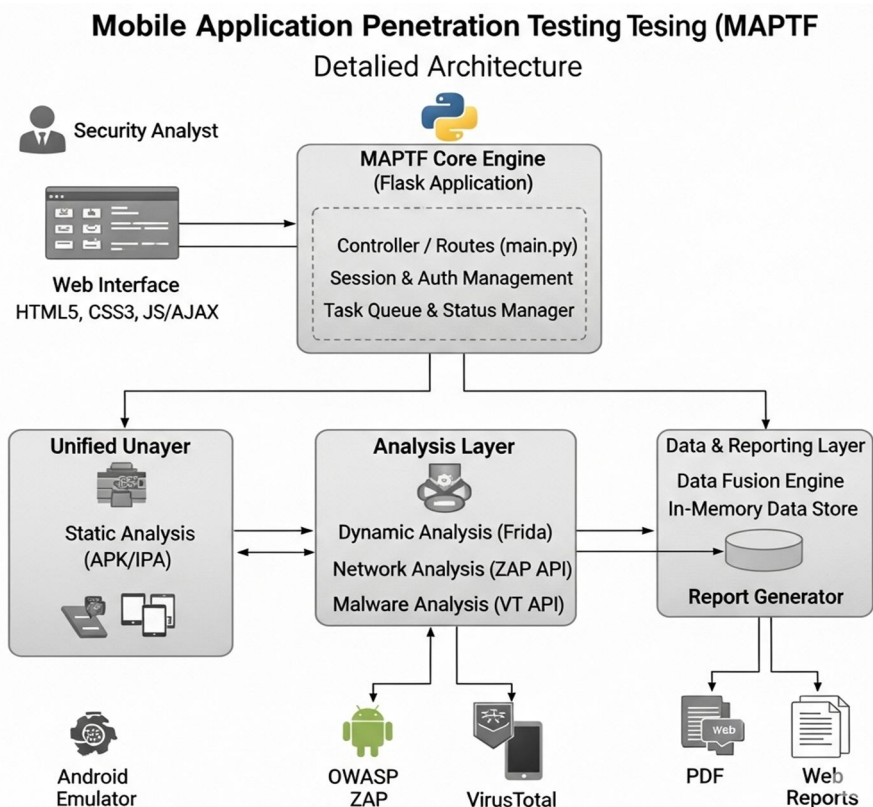 Mobile Application Penetration Testing Tesing (MAPTF
Detalied Architecture
Security Analyst
MAPTF Core Engine
(Flask Application)
Controller / Routes (main.py)
Session & Auth Management
Task Queue & Status Manager
Web Interface
HTML5, CSS3, JS/AJAX
Unified Unayer
Static Analysis
(APK/IPA)
Analysis Layer
Dynamic Analysis (Frida)
Network Analysis (ZAP API)
Malware Analysis (VT API)
Data & Reporting Layer
Data Fusion Engine
In-Memory Data Store
Report Generator
Android
Emulator
OWASP
ZAP
VirusTotal
Web
PDF
Web
Reports